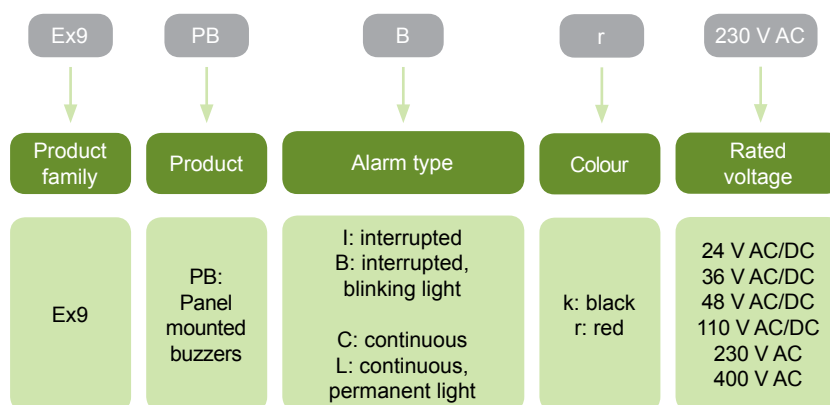 Ex9
PB
B
r
230 V AC
Product
family
Product
Alarm type
Colour
Rated
voltage
Ex9
PB:
Panel
mounted
buzzers
I: interrupted
B: interrupted,
blinking light
C: continuous
L: continuous,
permanent light
k: black
r: red
24 V AC/DC
36 V AC/DC
48 V AC/DC
110 V AC/DC
230 V AC
400 V AC